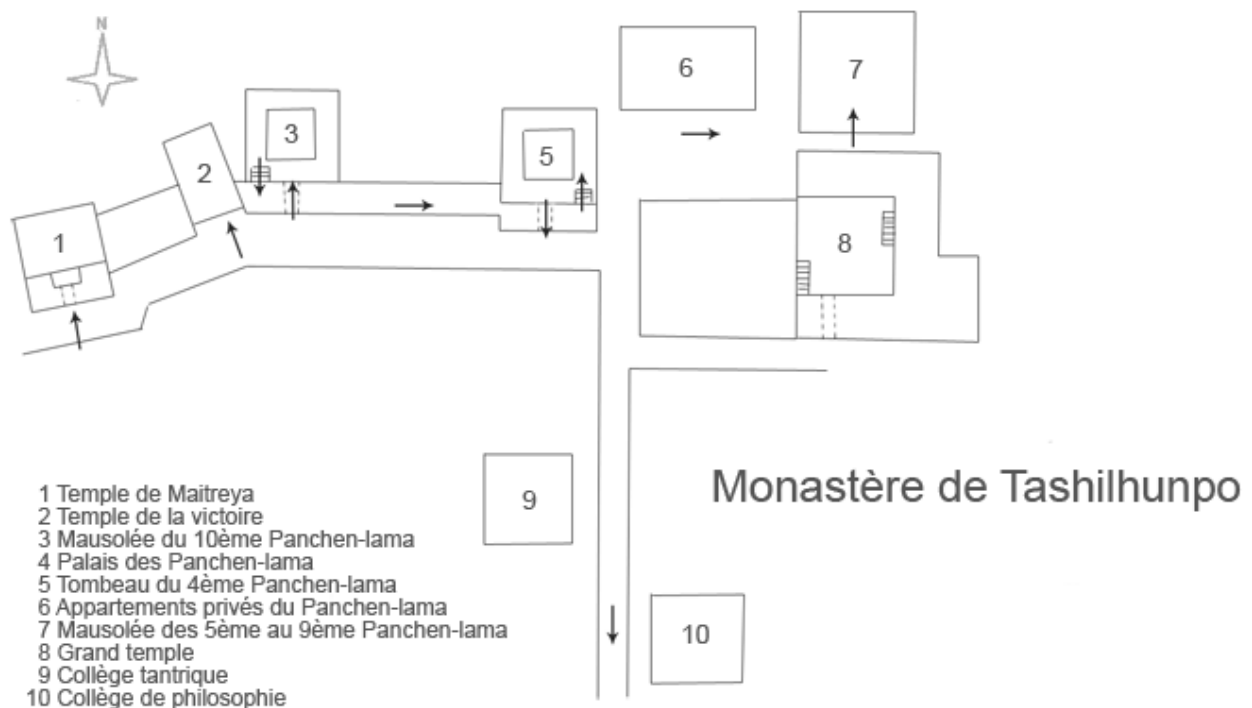 N
6
7
3
2
5
1
8
1 Temple de Maitreya
2 Temple de la victoire
3 Mausolée du 10ème Panchen-lama
4 Palais des Panchen-lama
5 Tombeau du 4ème Panchen-lama
6 Appartements privés du Panchen-lama
7 Mausolée des 5ème au 9ème Panchen-lama
8 Grand temple
9 Collège tantrique
10 Collège de philosophie
9
Monastère de Tashilhunpo
10